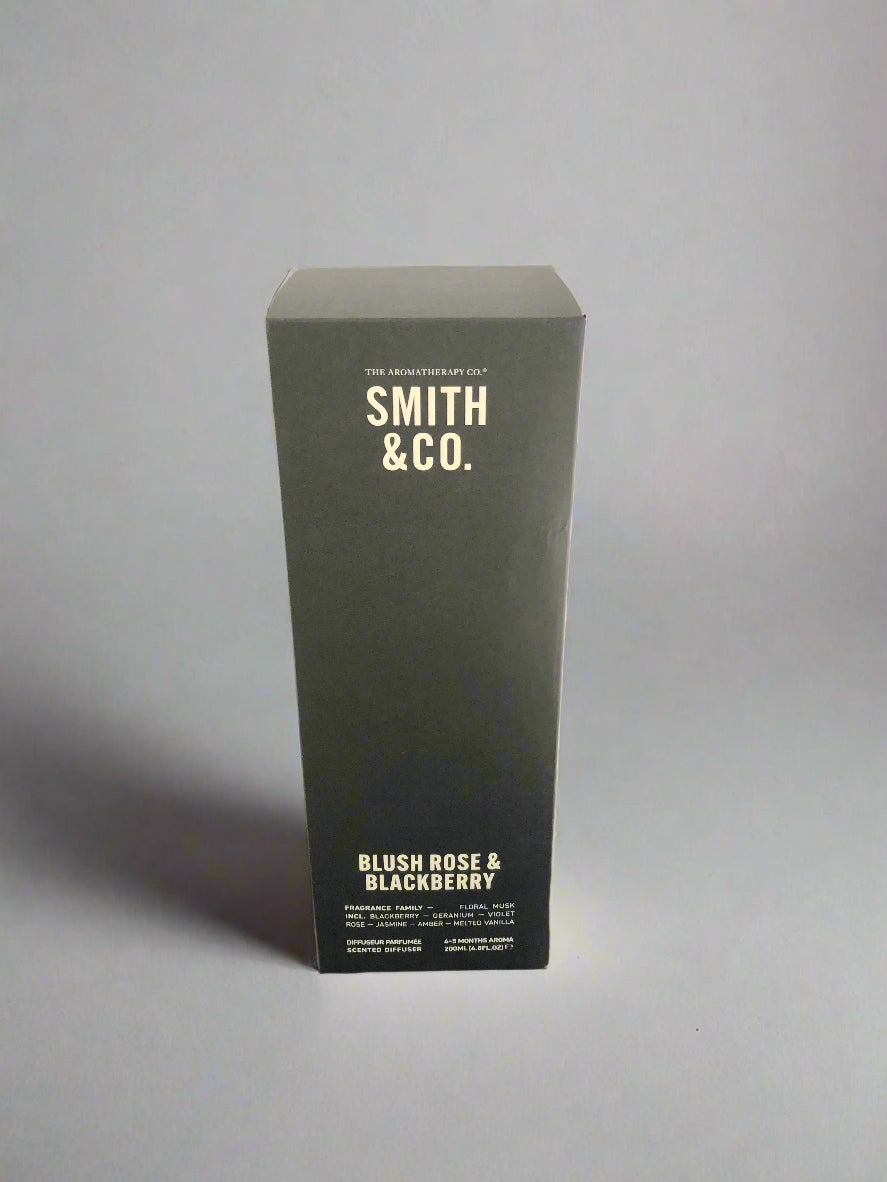 THE AROMATHERAPY CO.®
SMITH
&CO.
BLUSH ROSE &
BLACKBERRY
FRAGRANCE FAMILY — FLORAL MUSK
INCL. BLACKBERRY — GERANIUM — VIOLET
ROSE — JASMINE — AMBER — MELTED VANILLA
DIFFUSEUR PARFUMÉE 4-5 MONTHS AROMA
SCENTED DIFFUSER 200ML (6.8FL.OZ) ℮